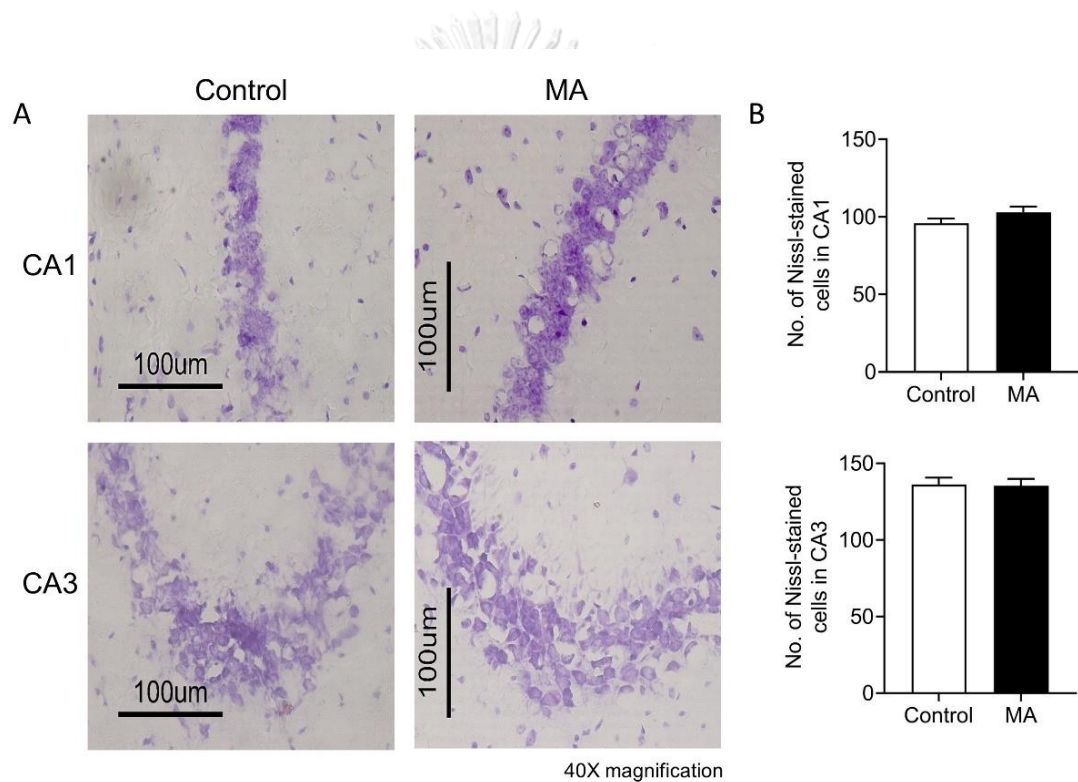 Control
MA
A
B
CA1
100um
100um
CA3
100um
100um
40X magnification
150
100
50
0
No. of Nissl-stained
cells in CA1
Control
MA
150
100
50
0
No. of Nissl-stained
cells in CA3
Control
MA